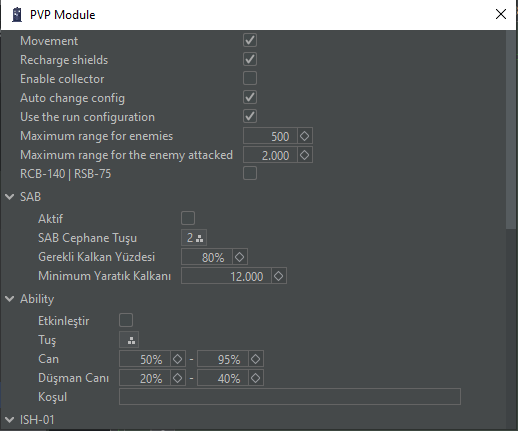 PVP Module
Movement
Recharge shields
Enable collector
Auto change config
Use the run configuration
Maximum range for enemies 500
Maximum range for the enemy attacked 2.000
RCB-140 | RSB-75
SAB
Aktif
SAB Cephane Tuşu 2
Gerekli Kalkan Yüzdesi 80%
Minimum Yaratık Kalkanı 12.000
Ability
Etkinleştir
Tuş
Can 50% - 95%
Düşman Canı 20% - 40%
Koşul
ISH-01